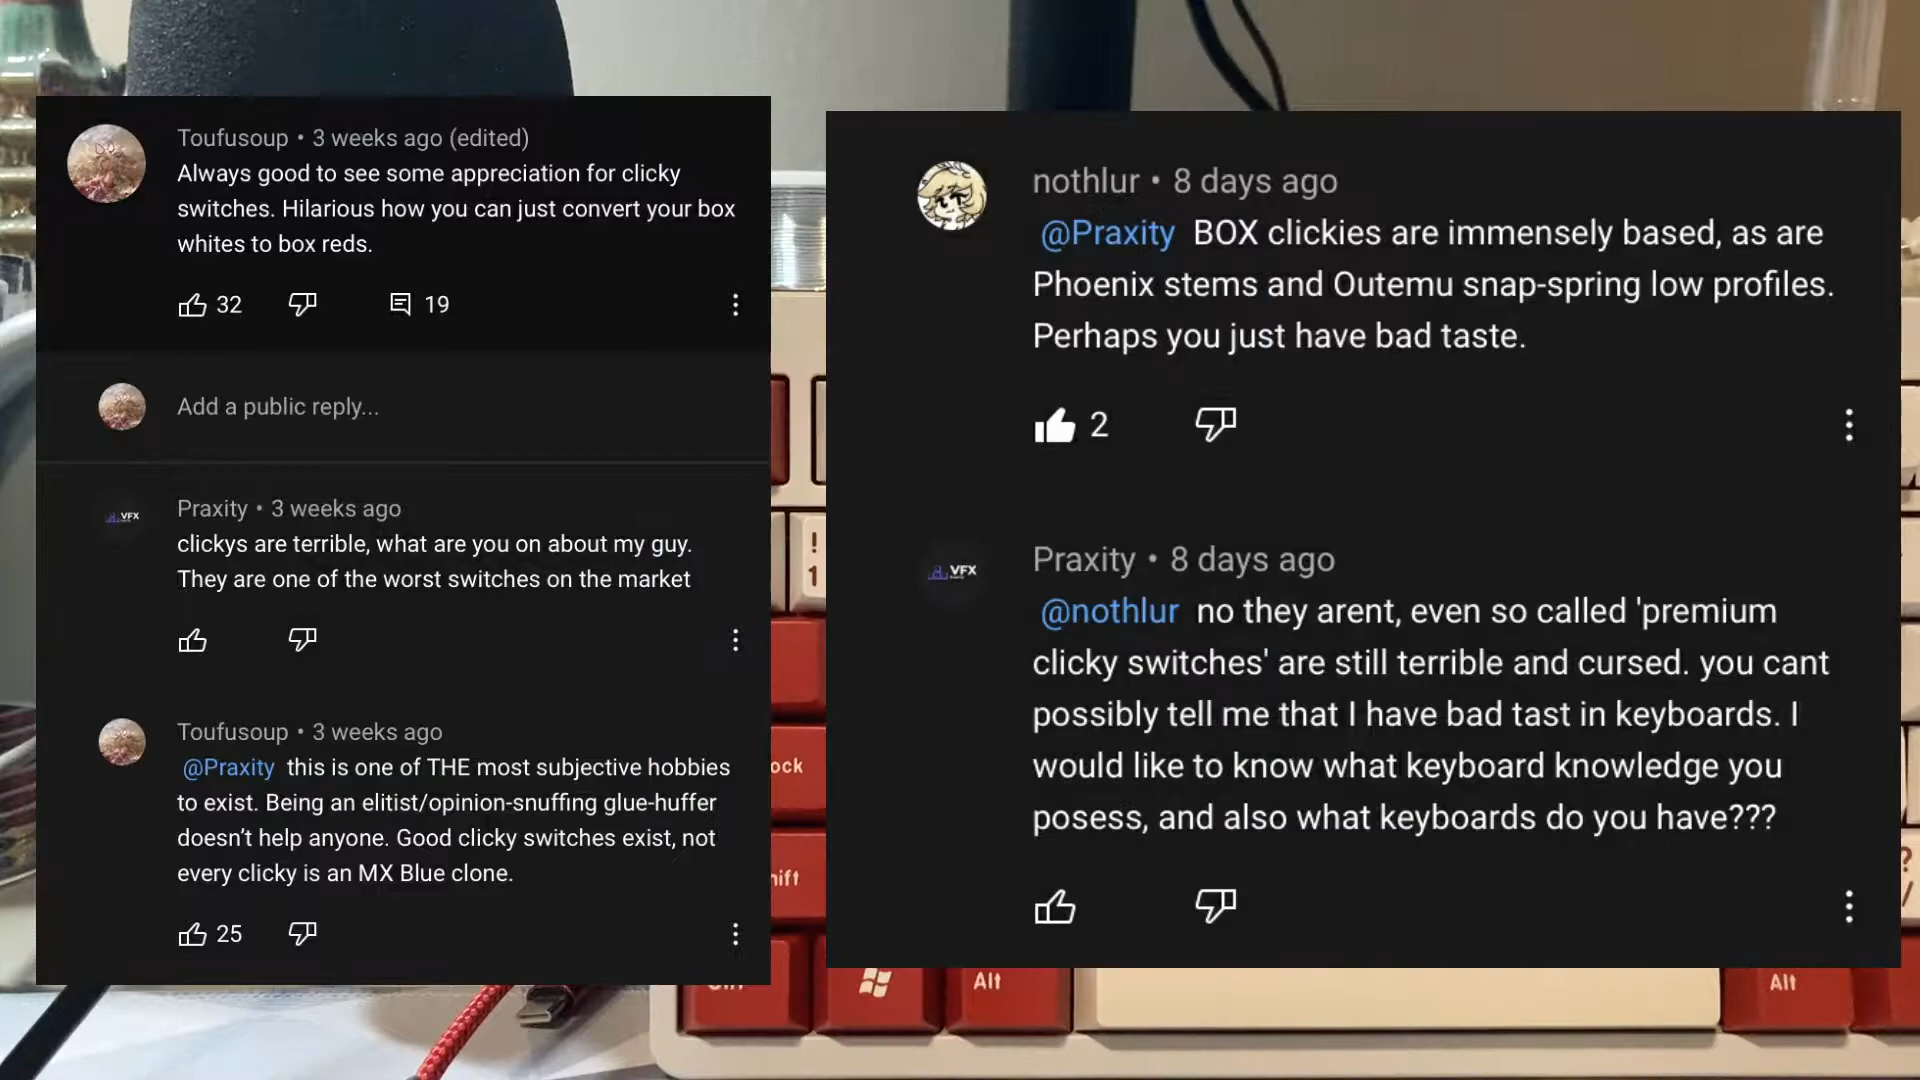 Toufusoup • 3 weeks ago (edited)
Always good to see some appreciation for clicky
switches. Hilarious how you can just convert your box
whites to box reds.
32
19
Add a public reply...
VFX
Praxity • 3 weeks ago
clickys are terrible, what are you on about my guy.
They are one of the worst switches on the market
Toufusoup • 3 weeks ago
@Praxity this is one of THE most subjective hobbies
to exist. Being an elitist/opinion-snuffing glue-huffer
doesn’t help anyone. Good clicky switches exist, not
every clicky is an MX Blue clone.
25
nothlur • 8 days ago
@Praxity BOX clickies are immensely based, as are
Phoenix stems and Outemu snap-spring low profiles.
Perhaps you just have bad taste.
2
VFX
Praxity • 8 days ago
@nothlur no they arent, even so called 'premium
clicky switches' are still terrible and cursed. you cant
possibly tell me that I have bad tast in keyboards. I
would like to know what keyboard knowledge you
posess, and also what keyboards do you have???
!
1
ock
hift
Alt
Alt
?
/